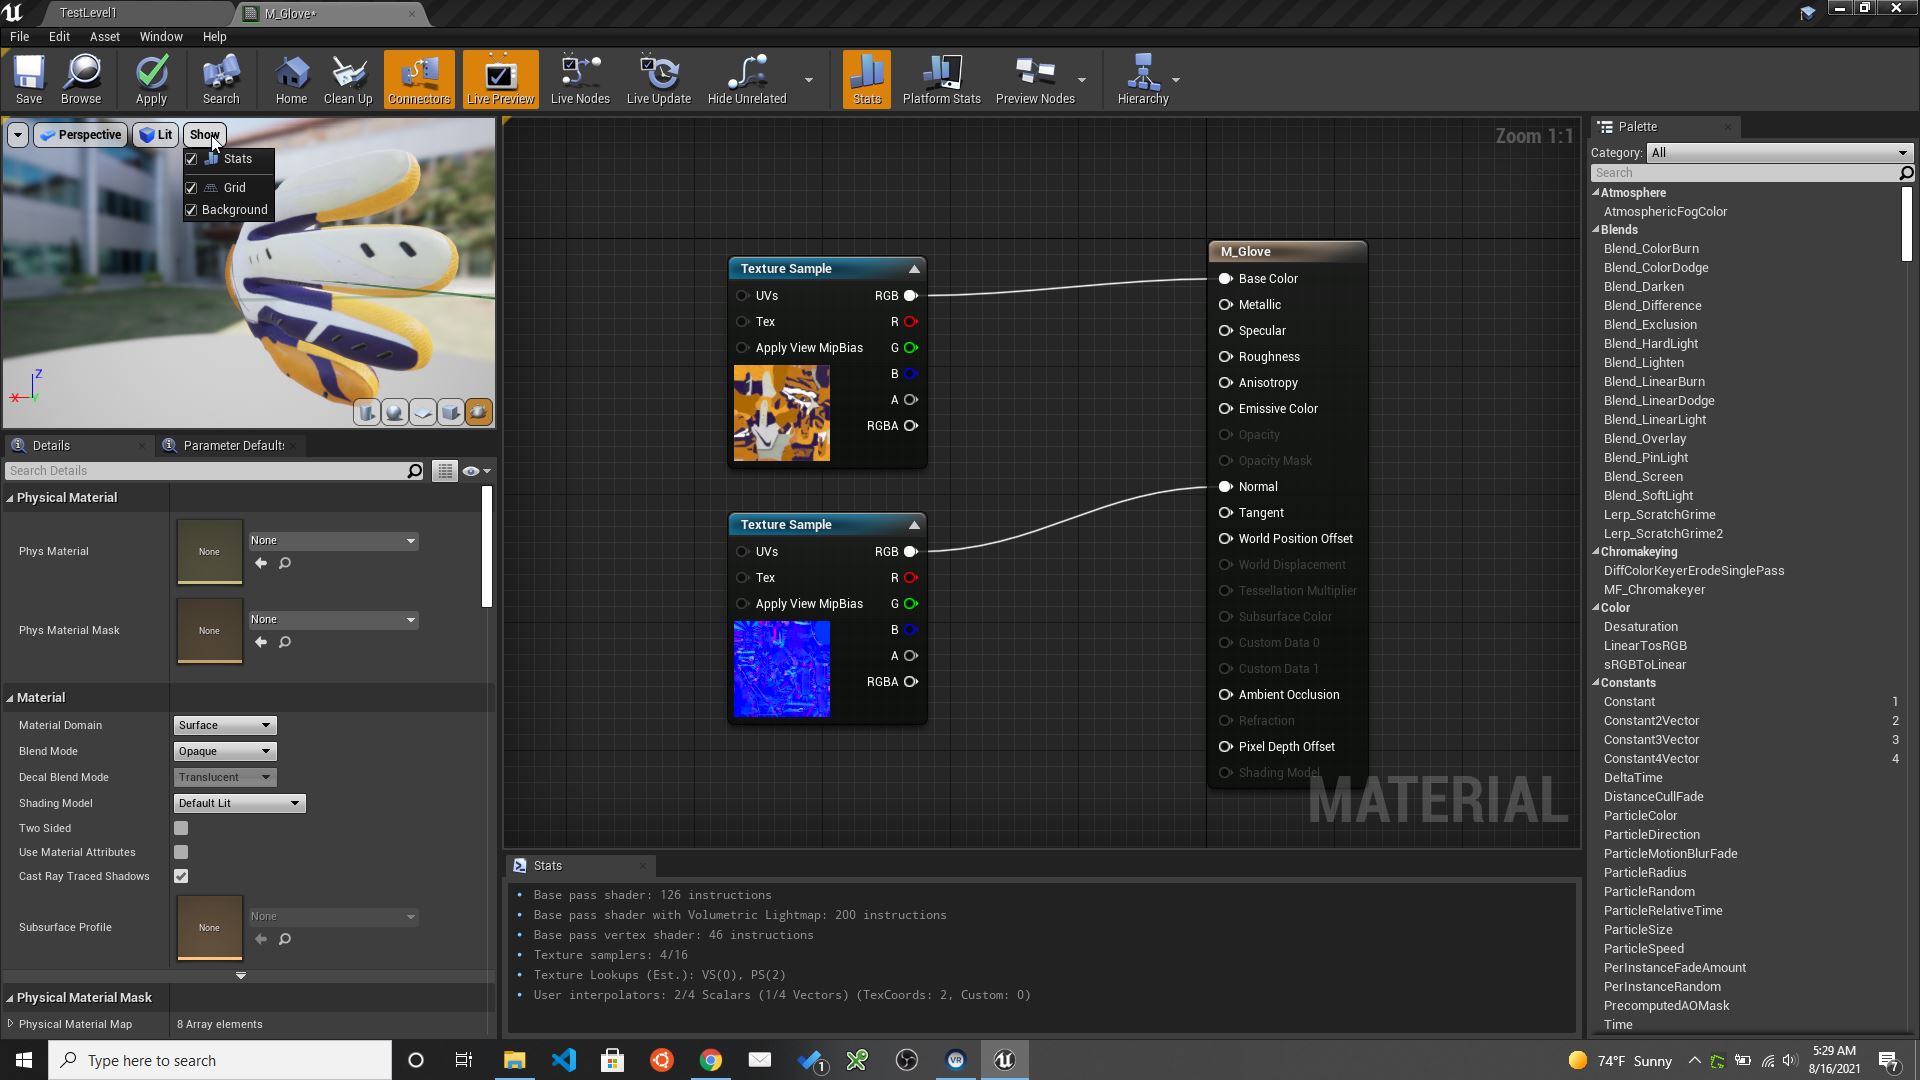 TestLevel1
M_Glove*
File Edit Asset Window Help
Save
Browse
Apply
Search
Home
Clean Up
Connectors
Live Preview
Live Nodes
Live Update
Hide Unrelated
Stats
Platform Stats
Preview Nodes
Hierarchy
Perspective
Lit
Show
Stats
Grid
Background
Z
X
Y
Zoom 1:1
Texture Sample
UVs RGB
Tex R
Apply View MipBias G
B
A
RGBA
Texture Sample
UVs RGB
Tex R
Apply View MipBias G
B
A
RGBA
M_Glove
Base Color
Metallic
Specular
Roughness
Anisotropy
Emissive Color
Opacity
Opacity Mask
Normal
Tangent
World Position Offset
World Displacement
Tessellation Multiplier
Subsurface Color
Custom Data 0
Custom Data 1
Ambient Occlusion
Refraction
Pixel Depth Offset
Shading Model
MATERIAL
Details
Parameter Defaults
Search Details
Physical Material
Phys Material
None
None
Phys Material Mask
None
None
Material
Material Domain Surface
Blend Mode Opaque
Decal Blend Mode Translucent
Shading Model Default Lit
Two Sided
Use Material Attributes
Cast Ray Traced Shadows
Subsurface Profile
None
None
Physical Material Mask
Physical Material Map 8 Array elements
Stats
Base pass shader: 126 instructions
Base pass shader with Volumetric Lightmap: 200 instructions
Base pass vertex shader: 46 instructions
Texture samplers: 4/16
Texture Lookups (Est.): VS(0), PS(2)
User interpolators: 2/4 Scalars (1/4 Vectors) (TexCoords: 2, Custom: 0)
Palette
Category: All
Search
Atmosphere
AtmosphericFogColor
Blends
Blend_ColorBurn
Blend_ColorDodge
Blend_Darken
Blend_Difference
Blend_Exclusion
Blend_HardLight
Blend_Lighten
Blend_LinearBurn
Blend_LinearDodge
Blend_LinearLight
Blend_Overlay
Blend_PinLight
Blend_Screen
Blend_SoftLight
Lerp_ScratchGrime
Lerp_ScratchGrime2
Chromakeying
DiffColorKeyerErodeSinglePass
MF_Chromakeyer
Color
Desaturation
LinearTosRGB
sRGBToLinear
Constants
Constant 1
Constant2Vector 2
Constant3Vector 3
Constant4Vector 4
DeltaTime
DistanceCullFade
ParticleColor
ParticleDirection
ParticleMotionBlurFade
ParticleRadius
ParticleRandom
ParticleRelativeTime
ParticleSize
ParticleSpeed
PerInstanceFadeAmount
PerInstanceRandom
PrecomputedAOMask
Time
Type here to search
1
VR
74°F Sunny
5:29 AM
8/16/2021
7